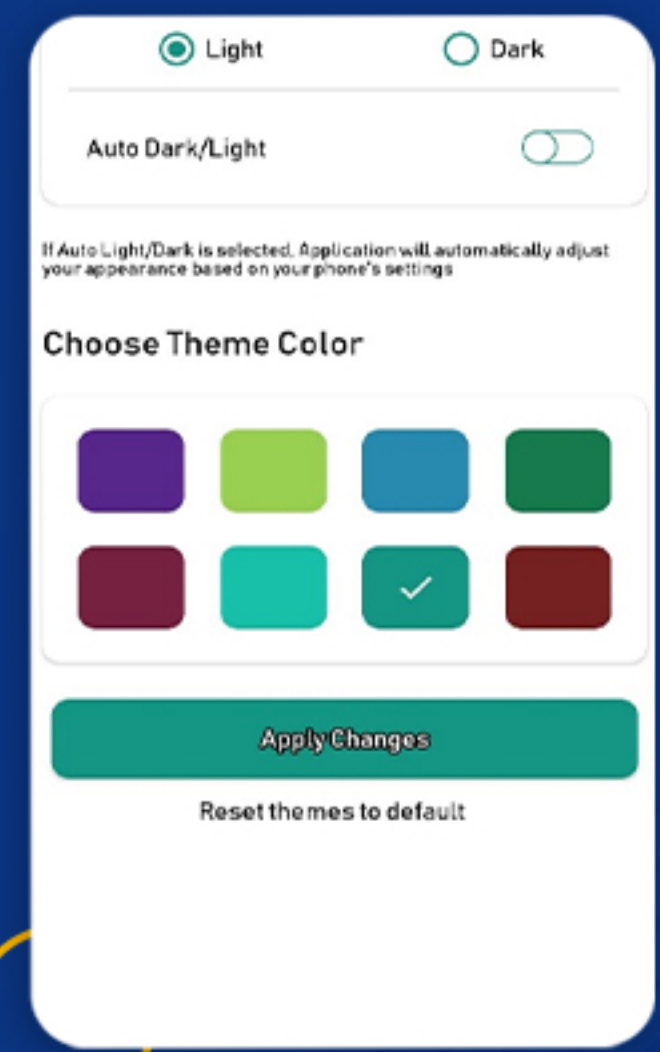 Light
Dark
Auto Dark/Light
If Auto Light/Dark is selected, Application will automatically adjust
your appearance based on your phone's settings
Choose Theme Color
Apply Changes
Reset themes to default